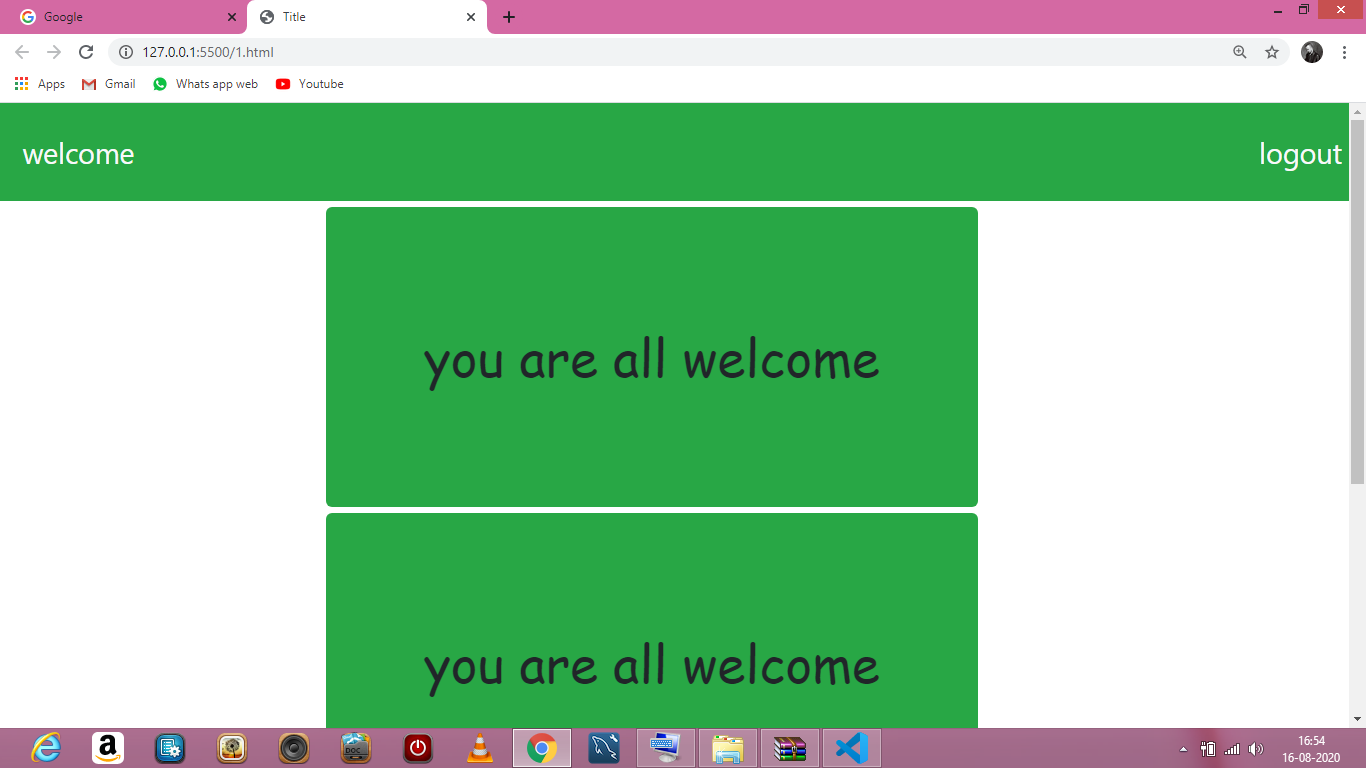 Google
Title
127.0.0.1:5500/1.html
Apps Gmail Whats app web Youtube
welcome logout
you are all welcome
you are all welcome
DOC
16:54
16-08-2020